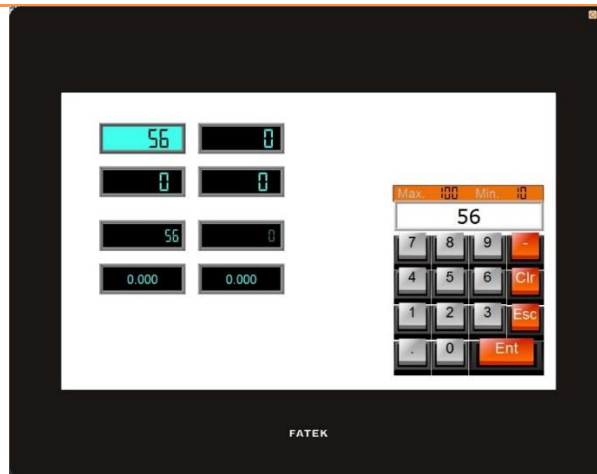 56 0
0 0
56 0
0.000 0.000
Max. 100 Min. 10
56
7 8 9 -
4 5 6 Clr
1 2 3 Esc
. 0 Ent
FATEK